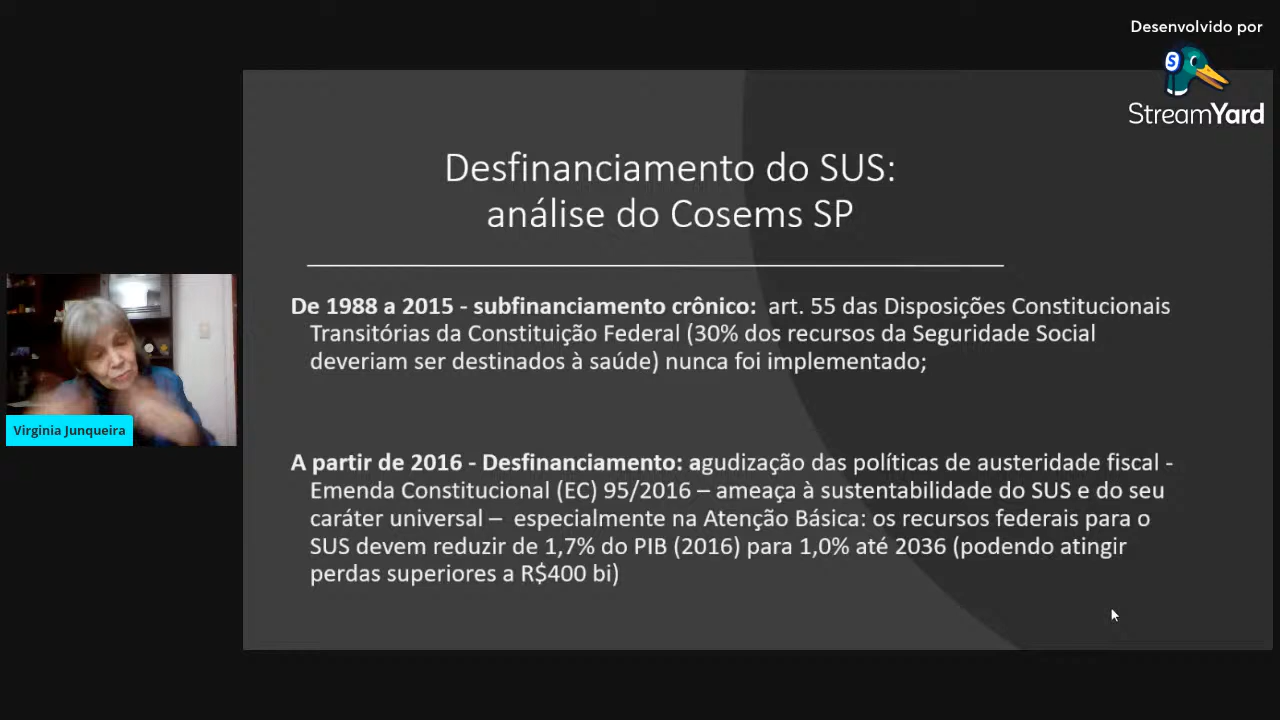 Desenvolvido por
StreamYard
Desfinanciamento do SUS:
análise do Cosems SP
De 1988 a 2015 - subfinanciamento crônico: art. 55 das Disposições Constitucionais
Transitórias da Constituição Federal (30% dos recursos da Seguridade Social
deveriam ser destinados à saúde) nunca foi implementado;
Virgínia Junqueira
A partir de 2016 - Desfinanciamento: agudização das políticas de austeridade fiscal -
Emenda Constitucional (EC) 95/2016 – ameaça à sustentabilidade do SUS e do seu
caráter universal – especialmente na Atenção Básica: os recursos federais para o
SUS devem reduzir de 1,7% do PIB (2016) para 1,0% até 2036 (podendo atingir
perdas superiores a R$400 bi)